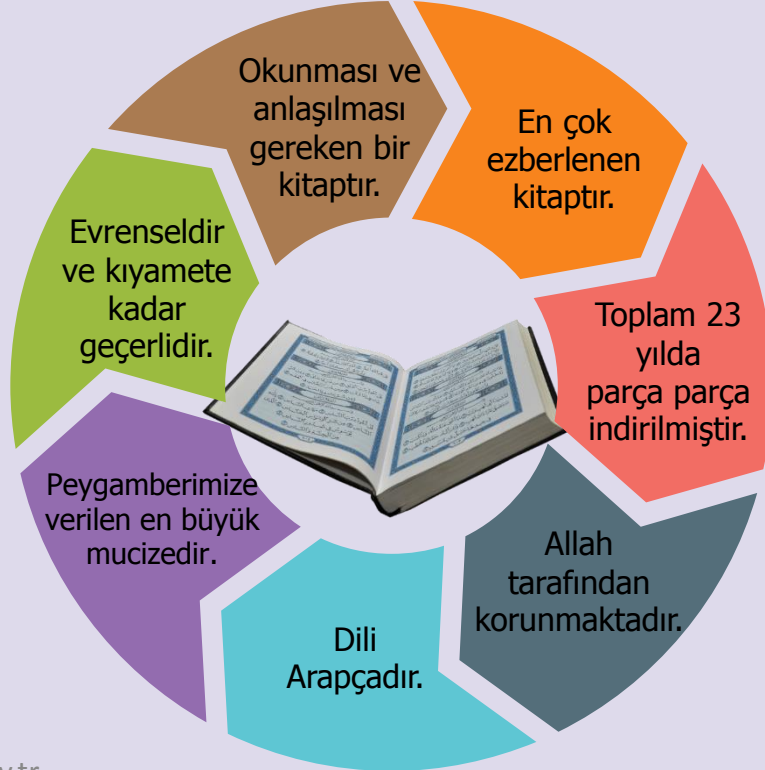 Okunması ve
anlaşılması
gereken bir
kitaptır.
En çok
ezberlenen
kitaptır.
Toplam 23
yılda
parça parça
indirilmiştir.
Allah
tarafından
korunmaktadır.
Dili
Arapçadır.
Peygamberimize
verilen en büyük
mucizedir.
Evrenseldir
ve kıyamete
kadar
geçerlidir.